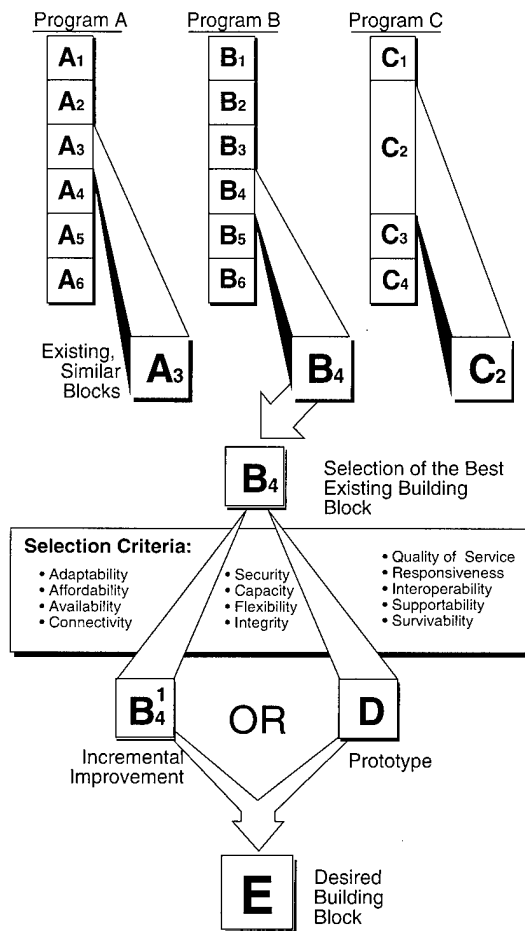 Program A
Program B
Program C
A1
A2
A3
A4
A5
A6
B1
B2
B3
B4
B5
B6
C1
C2
C3
C4
Existing,
Similar
Blocks
A3
B4
C2
B4
Selection of the Best
Existing Building
Block
Selection Criteria:
• Adaptability
• Affordability
• Availability
• Connectivity
• Security
• Capacity
• Flexibility
• Integrity
• Quality of Service
• Responsiveness
• Interoperability
• Supportability
• Survivability
B4 1
Incremental
Improvement
OR
D
Prototype
E
Desired
Building
Block